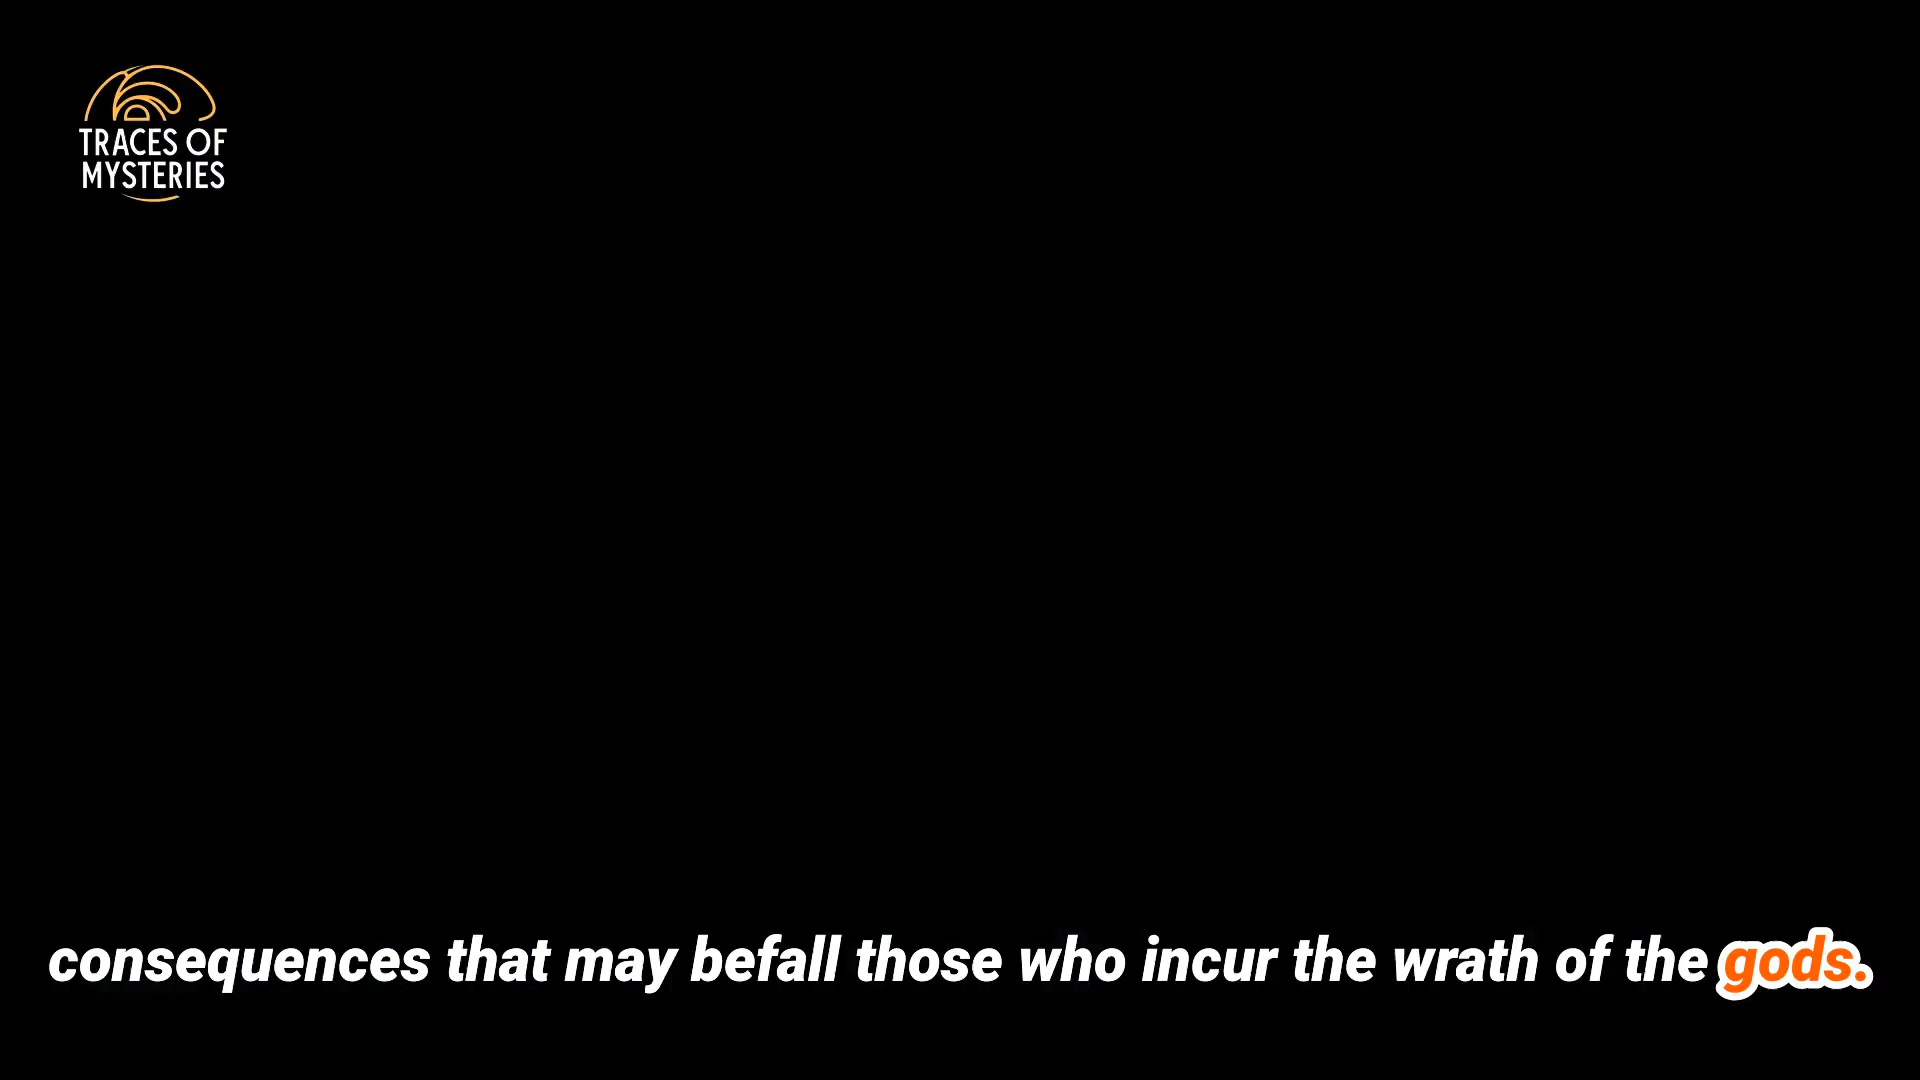 TRACES OF
MYSTERIES
consequences that may befall those who incur the wrath of the gods.